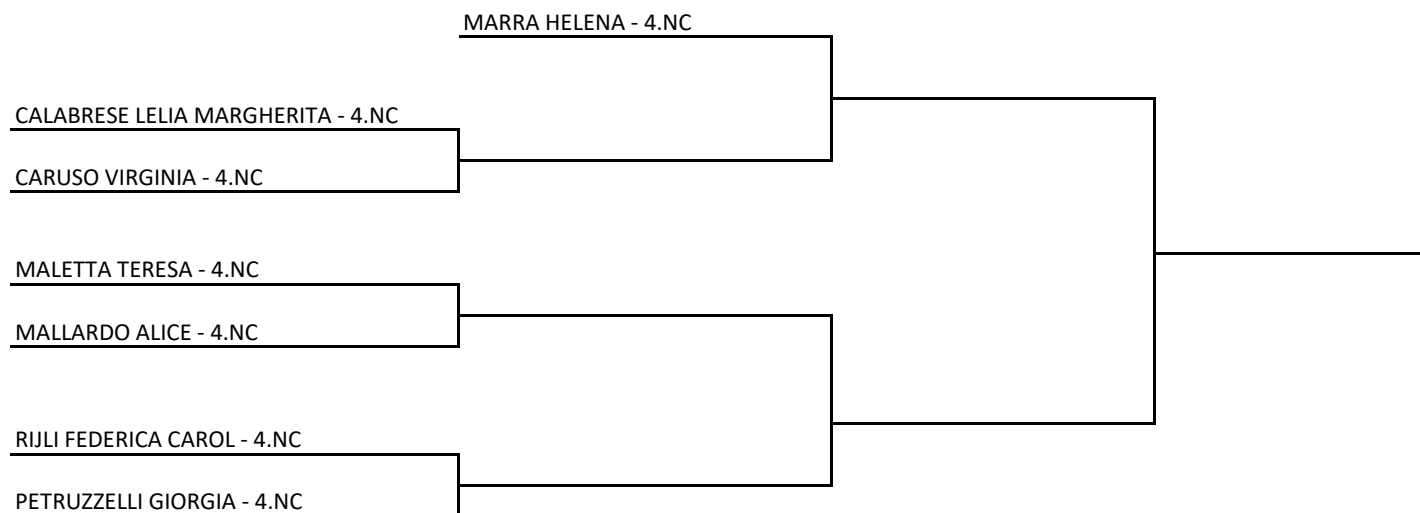 MARRA HELENA - 4.NC
CALABRESE LELIA MARGHERITA - 4.NC
CARUSO VIRGINIA - 4.NC
MALETTA TERESA - 4.NC
MALLARDO ALICE - 4.NC
RIJLI FEDERICA CAROL - 4.NC
PETRUZZELLI GIORGIA - 4.NC